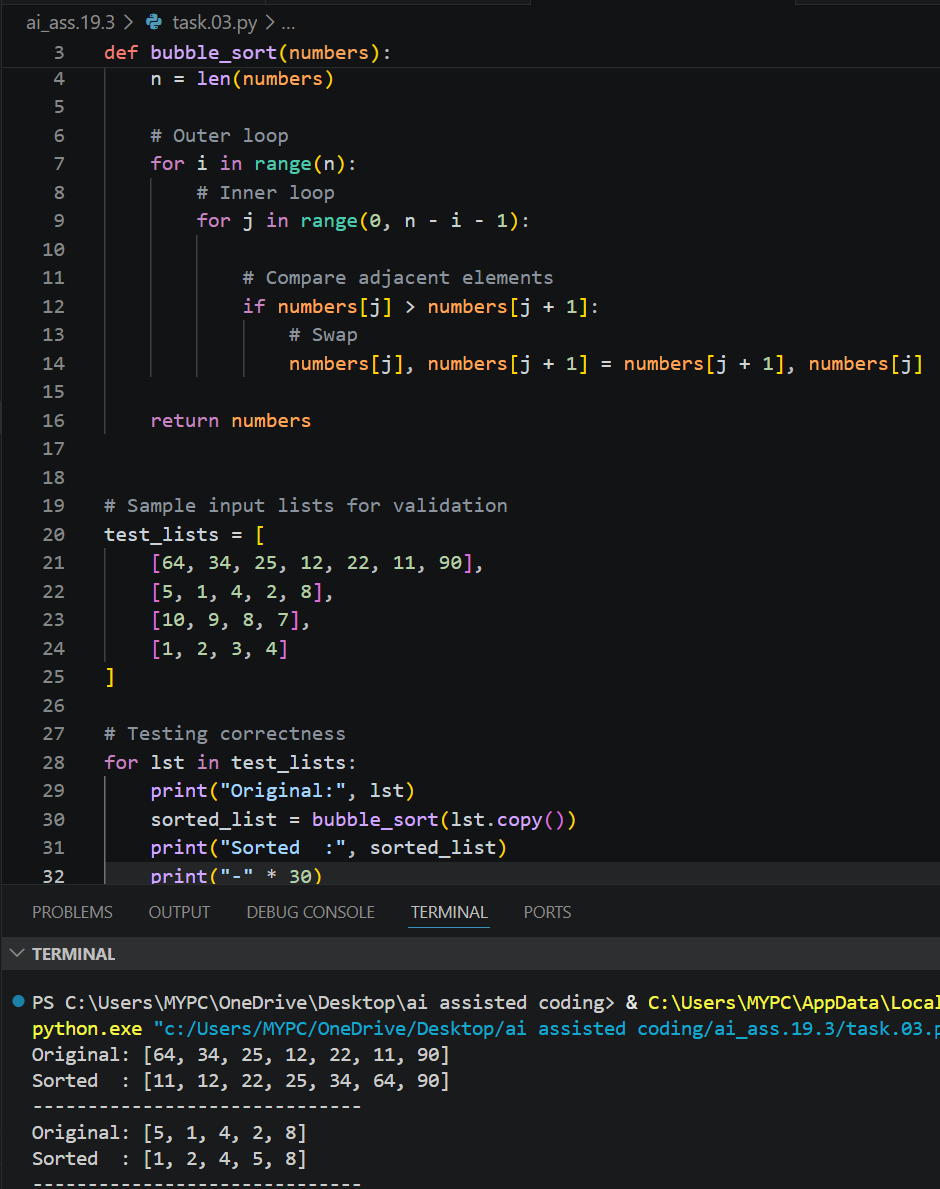 ai_ass.19.3 > task.03.py > ...
3 def bubble_sort(numbers):
4     n = len(numbers)
5
6     # Outer loop
7     for i in range(n):
8         # Inner loop
9         for j in range(0, n - i - 1):
10
11             # Compare adjacent elements
12             if numbers[j] > numbers[j + 1]:
13                 # Swap
14                 numbers[j], numbers[j + 1] = numbers[j + 1], numbers[j]
15
16     return numbers
17
18
19 # Sample input lists for validation
20 test_lists = [
21     [64, 34, 25, 12, 22, 11, 90],
22     [5, 1, 4, 2, 8],
23     [10, 9, 8, 7],
24     [1, 2, 3, 4]
25 ]
26
27 # Testing correctness
28 for lst in test_lists:
29     print("Original:", lst)
30     sorted_list = bubble_sort(lst.copy())
31     print("Sorted  :", sorted_list)
32     print("-" * 30)
PROBLEMS OUTPUT DEBUG CONSOLE TERMINAL PORTS
TERMINAL
PS C:\Users\MYPC\OneDrive\Desktop\ai assisted coding> & C:\Users\MYPC\AppData\Local
python.exe "c:/Users/MYPC/OneDrive/Desktop/ai assisted coding/ai_ass.19.3/task.03.p
Original: [64, 34, 25, 12, 22, 11, 90]
Sorted  : [11, 12, 22, 25, 34, 64, 90]
------------------------------
Original: [5, 1, 4, 2, 8]
Sorted  : [1, 2, 4, 5, 8]
------------------------------